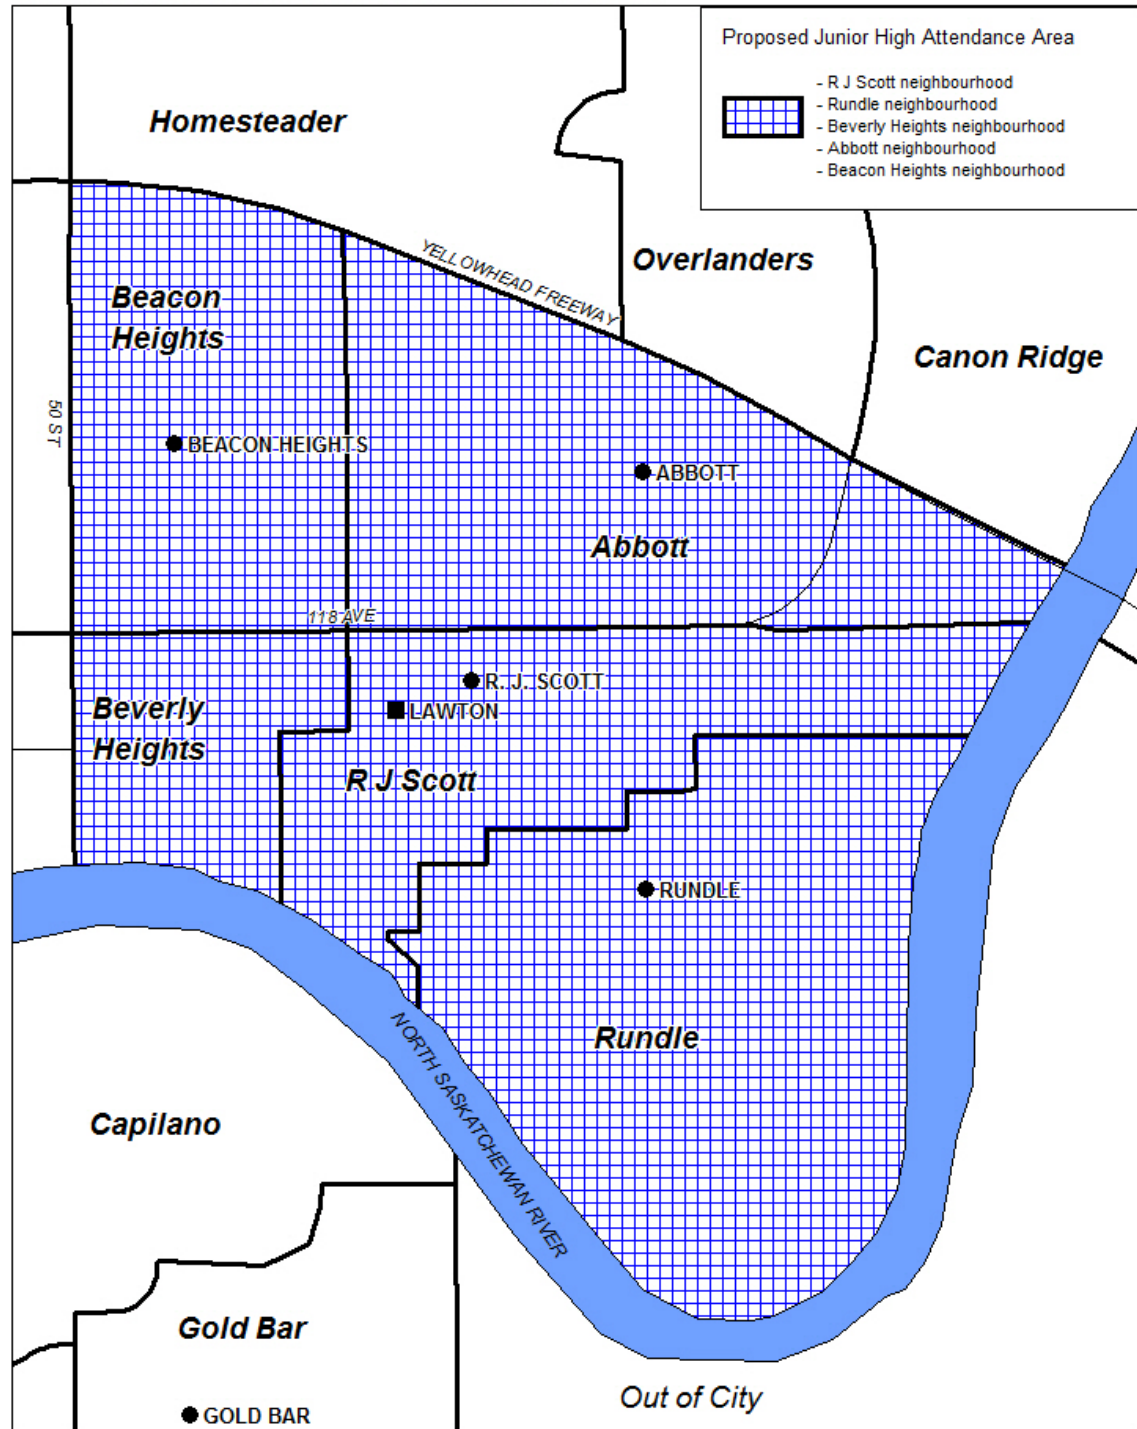 Proposed Junior High Attendance Area
- R J Scott neighbourhood
- Rundle neighbourhood
- Beverly Heights neighbourhood
- Abbott neighbourhood
- Beacon Heights neighbourhood
Homesteader
Overlanders
YELLOWHEAD FREEWAY
Beacon
Heights
Canon Ridge
50 ST
BEACON HEIGHTS
ABBOTT
Abbott
118 AVE
R. J. SCOTT
LAWTON
Beverly
Heights
R J Scott
RUNDLE
Rundle
NORTH SASKATCHEWAN RIVER
Capilano
Gold Bar
Out of City
GOLD BAR